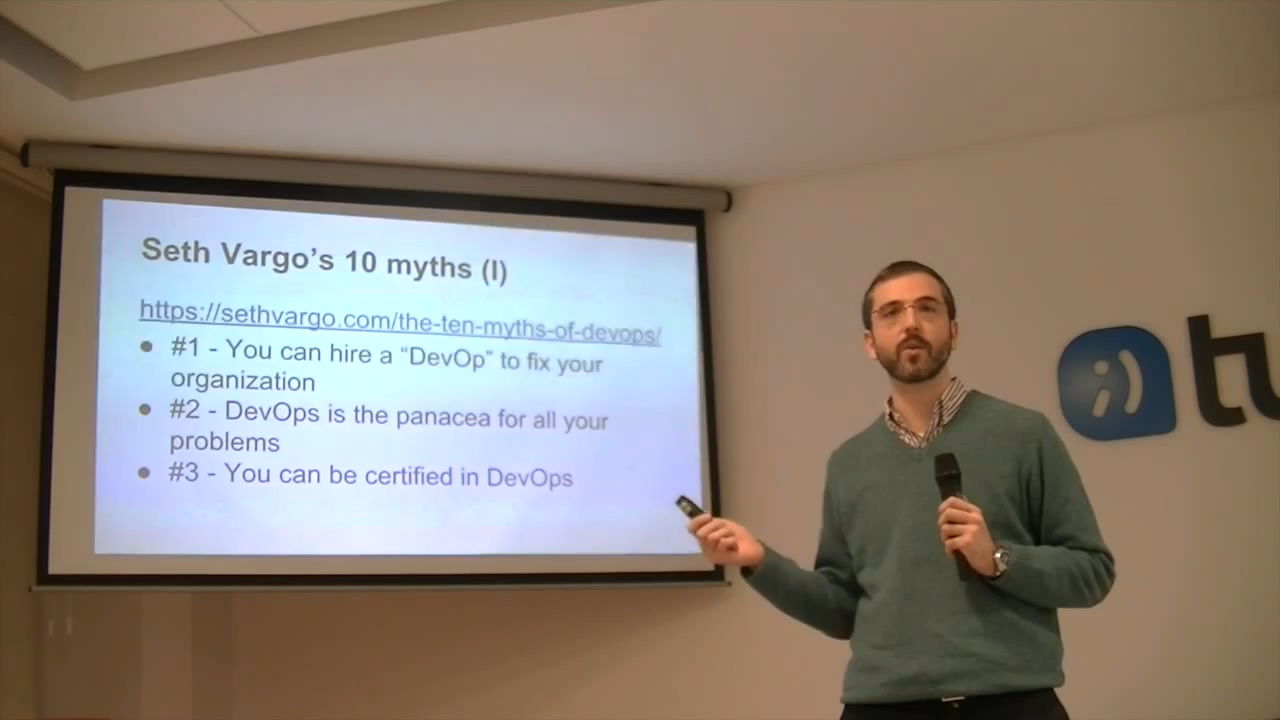 Seth Vargo's 10 myths (I)
https://sethvargo.com/the-ten-myths-of-devops/
#1 - You can hire a “DevOp” to fix your
organization
#2 - DevOps is the panacea for all your
problems
#3 - You can be certified in DevOps
tu